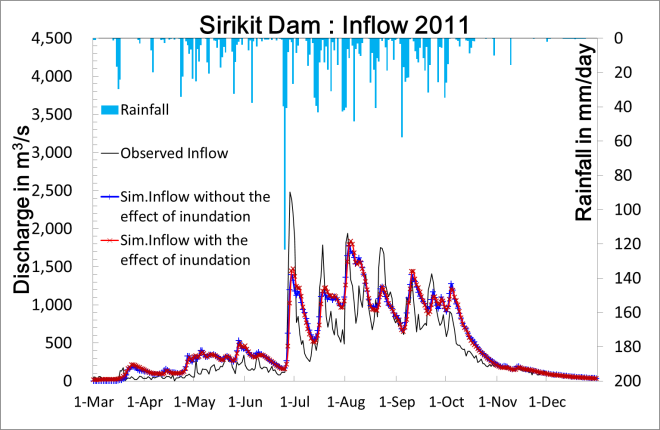 Sirikit Dam : Inflow 2011
Discharge in m³/s
4,500
4,000
3,500
3,000
2,500
2,000
1,500
1,000
500
0
Rainfall
Observed Inflow
Sim.Inflow without the
effect of inundation
Sim.Inflow with the
effect of inundation
0
20
40
60
80
100
120
140
160
180
200
Rainfall in mm/day
1-Mar 1-Apr 1-May 1-Jun 1-Jul 1-Aug 1-Sep 1-Oct 1-Nov 1-Dec